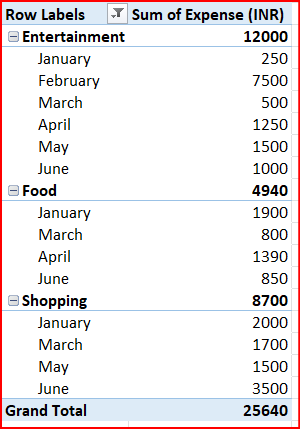 Row Labels Sum of Expense (INR)
Entertainment 12000
January 250
February 7500
March 500
April 1250
May 1500
June 1000
Food 4940
January 1900
March 800
April 1390
June 850
Shopping 8700
January 2000
March 1700
May 1500
June 3500
Grand Total 25640